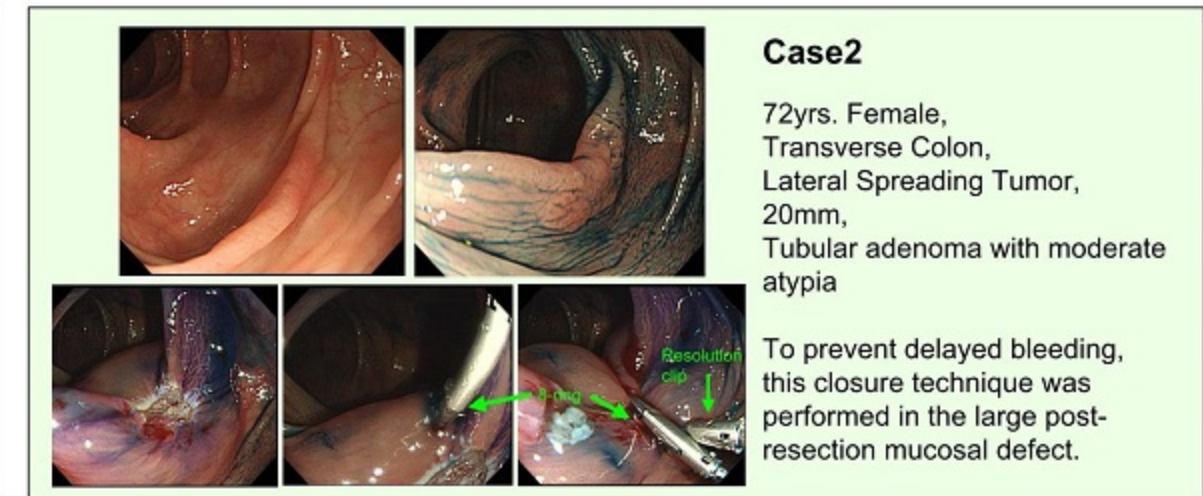 Case2
72yrs. Female,
Transverse Colon,
Lateral Spreading Tumor,
20mm,
Tubular adenoma with moderate
atypia
To prevent delayed bleeding,
this closure technique was
performed in the large post-
resection mucosal defect.
Resolution
clip
8-ring